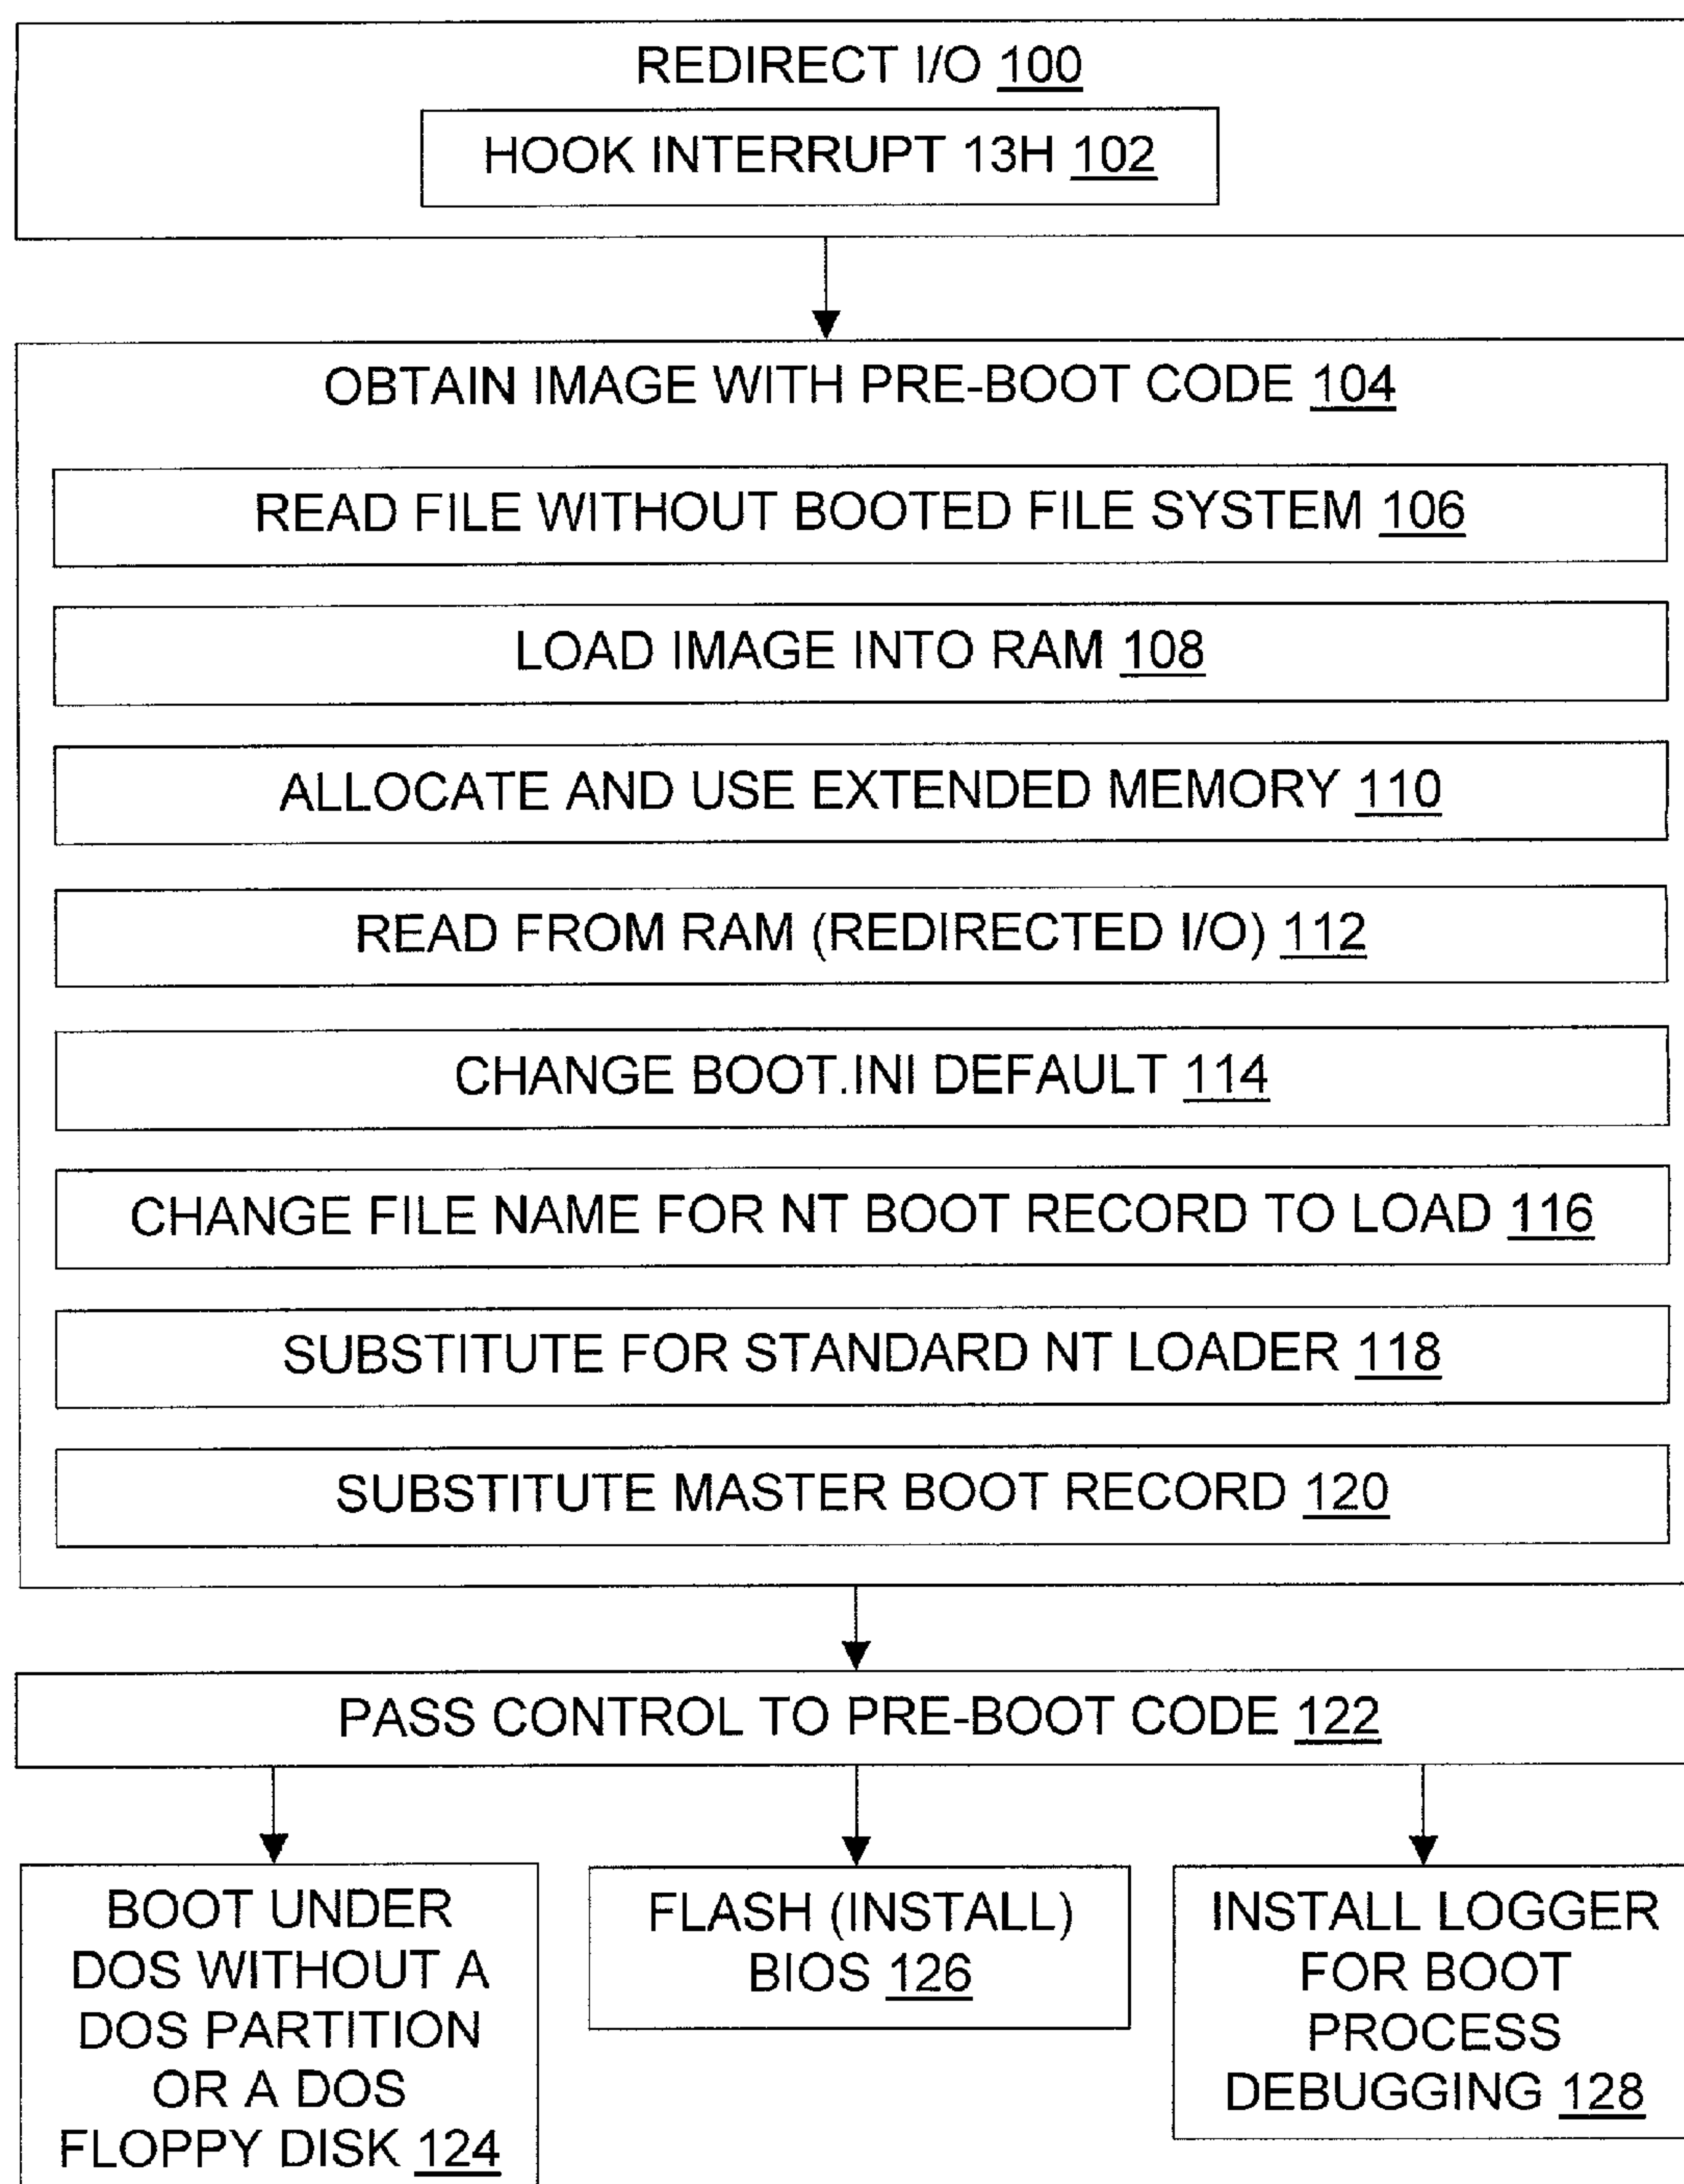 REDIRECT I/O 100
HOOK INTERRUPT 13H 102
OBTAIN IMAGE WITH PRE-BOOT CODE 104
READ FILE WITHOUT BOOTED FILE SYSTEM 106
LOAD IMAGE INTO RAM 108
ALLOCATE AND USE EXTENDED MEMORY 110
READ FROM RAM (REDIRECTED I/O) 112
CHANGE BOOT.INI DEFAULT 114
CHANGE FILE NAME FOR NT BOOT RECORD TO LOAD 116
SUBSTITUTE FOR STANDARD NT LOADER 118
SUBSTITUTE MASTER BOOT RECORD 120
PASS CONTROL TO PRE-BOOT CODE 122
BOOT UNDER
DOS WITHOUT A
DOS PARTITION
OR A DOS
FLOPPY DISK 124
FLASH (INSTALL)
BIOS 126
INSTALL LOGGER
FOR BOOT
PROCESS
DEBUGGING 128